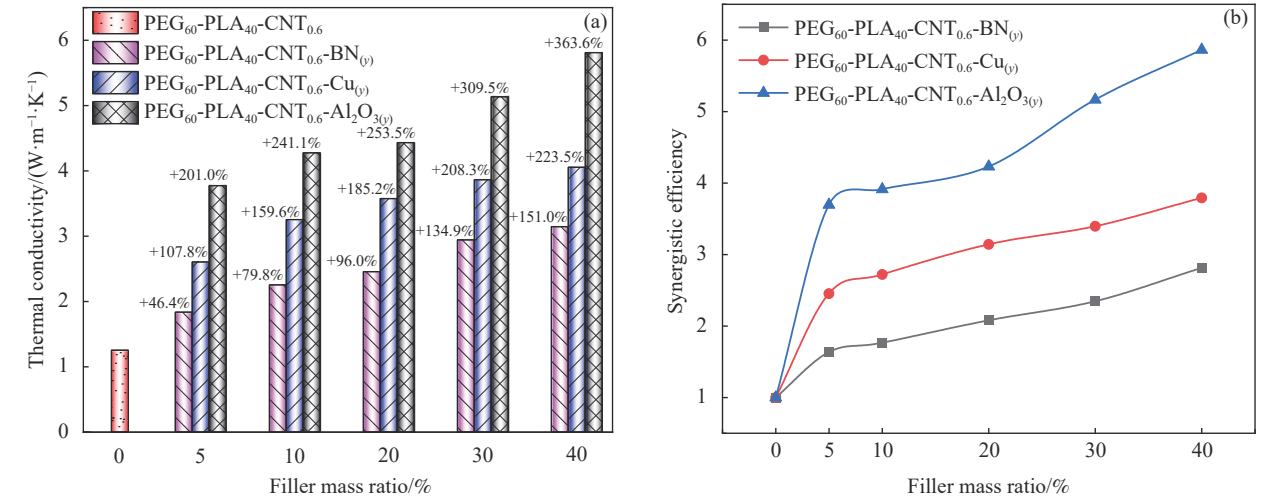 (a)
PEG₆₀-PLA₄₀-CNT₀.₆
PEG₆₀-PLA₄₀-CNT₀.₆-BN₍y₎
PEG₆₀-PLA₄₀-CNT₀.₆-Cu₍y₎
PEG₆₀-PLA₄₀-CNT₀.₆-Al₂O₃₍y₎
Thermal conductivity/(W·m⁻¹·K⁻¹)
6
5
4
3
2
1
0
+46.4%
+107.8%
+201.0%
+79.8%
+159.6%
+241.1%
+96.0%
+185.2%
+253.5%
+134.9%
+208.3%
+309.5%
+151.0%
+223.5%
+363.6%
0 5 10 20 30 40
Filler mass ratio/%
(b)
PEG₆₀-PLA₄₀-CNT₀.₆-BN₍y₎
PEG₆₀-PLA₄₀-CNT₀.₆-Cu₍y₎
PEG₆₀-PLA₄₀-CNT₀.₆-Al₂O₃₍y₎
Synergistic efficiency
6
5
4
3
2
1
0 5 10 20 30 40
Filler mass ratio/%